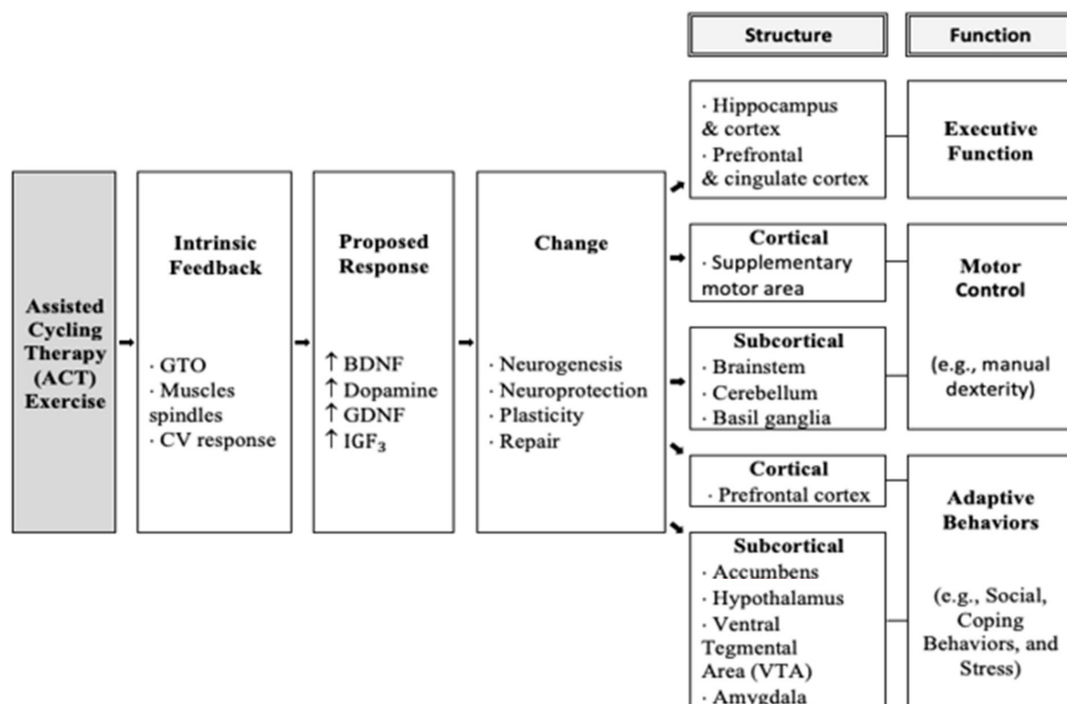 Structure
Function
Assisted
Cycling
Therapy
(ACT)
Exercise
Intrinsic
Feedback
· GTO
· Muscles
spindles
· CV response
Proposed
Response
↑ BDNF
↑ Dopamine
↑ GDNF
↑ IGF₃
Change
· Neurogenesis
· Neuroprotection
· Plasticity
· Repair
· Hippocampus
& cortex
· Prefrontal
& cingulate cortex
Executive
Function
Cortical
· Supplementary
motor area
Subcortical
· Brainstem
· Cerebellum
· Basil ganglia
Motor
Control
(e.g., manual
dexterity)
Cortical
· Prefrontal cortex
Subcortical
· Accumbens
· Hypothalamus
· Ventral
Tegmental
Area (VTA)
· Amygdala
Adaptive
Behaviors
(e.g., Social,
Coping
Behaviors, and
Stress)